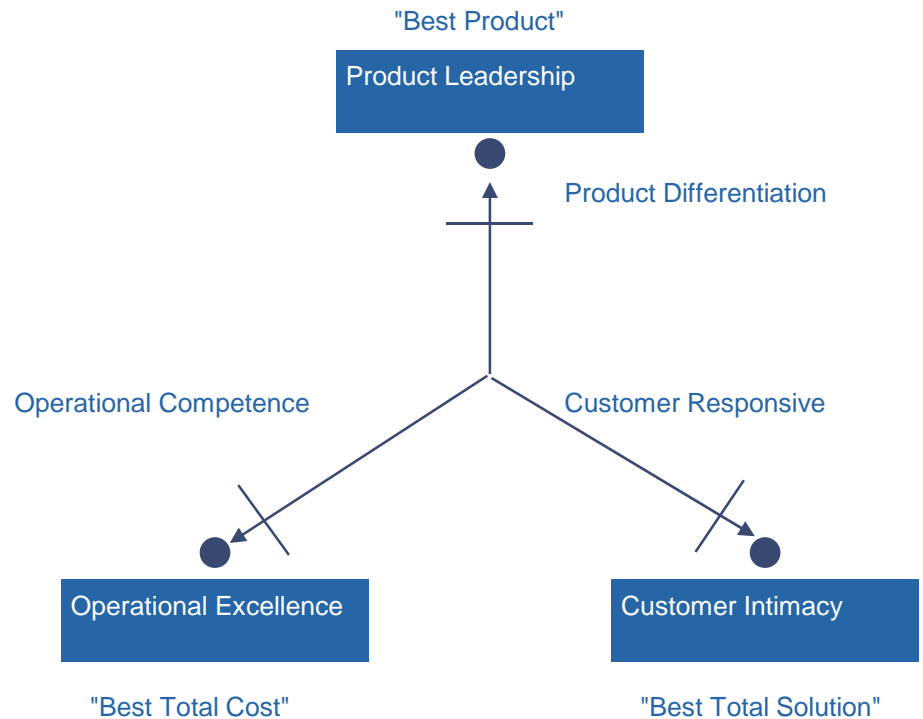 "Best Product"
Product Leadership
Product Differentiation
Operational Competence
Customer Responsive
Operational Excellence
Customer Intimacy
"Best Total Cost"
"Best Total Solution"